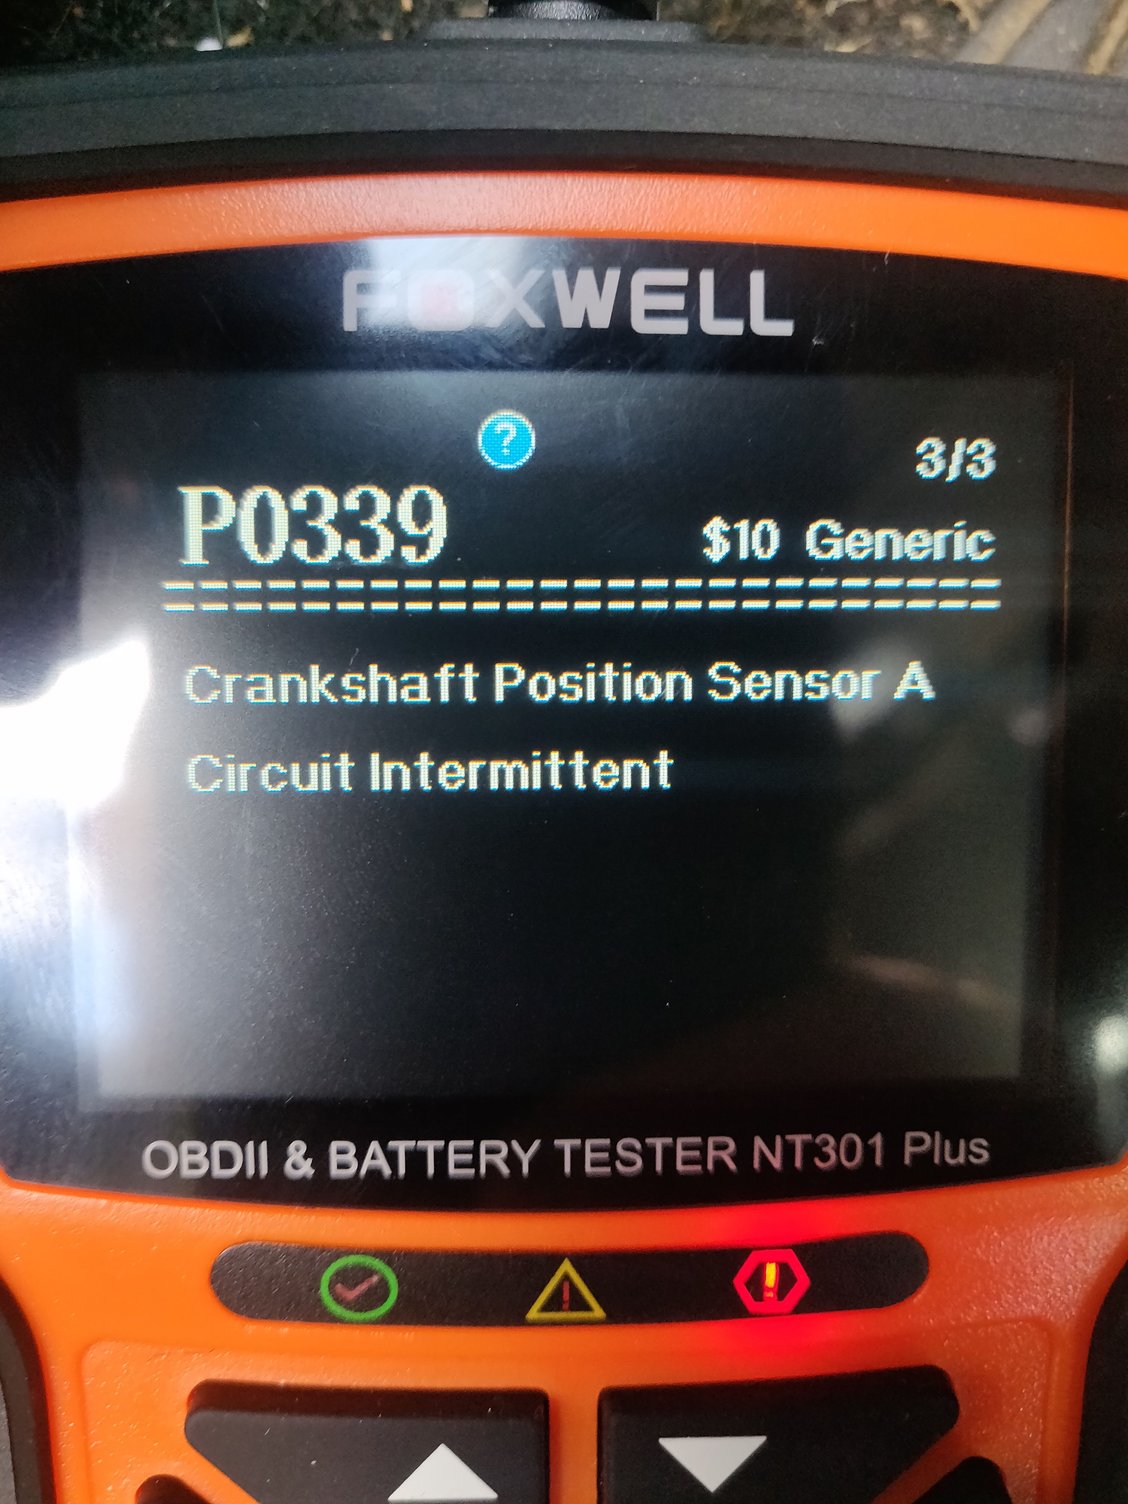 FOXWELL
?
3/3
P0339 $10 Generic
Crankshaft Position Sensor A
Circuit Intermittent
OBDII & BATTERY TESTER NT301 Plus